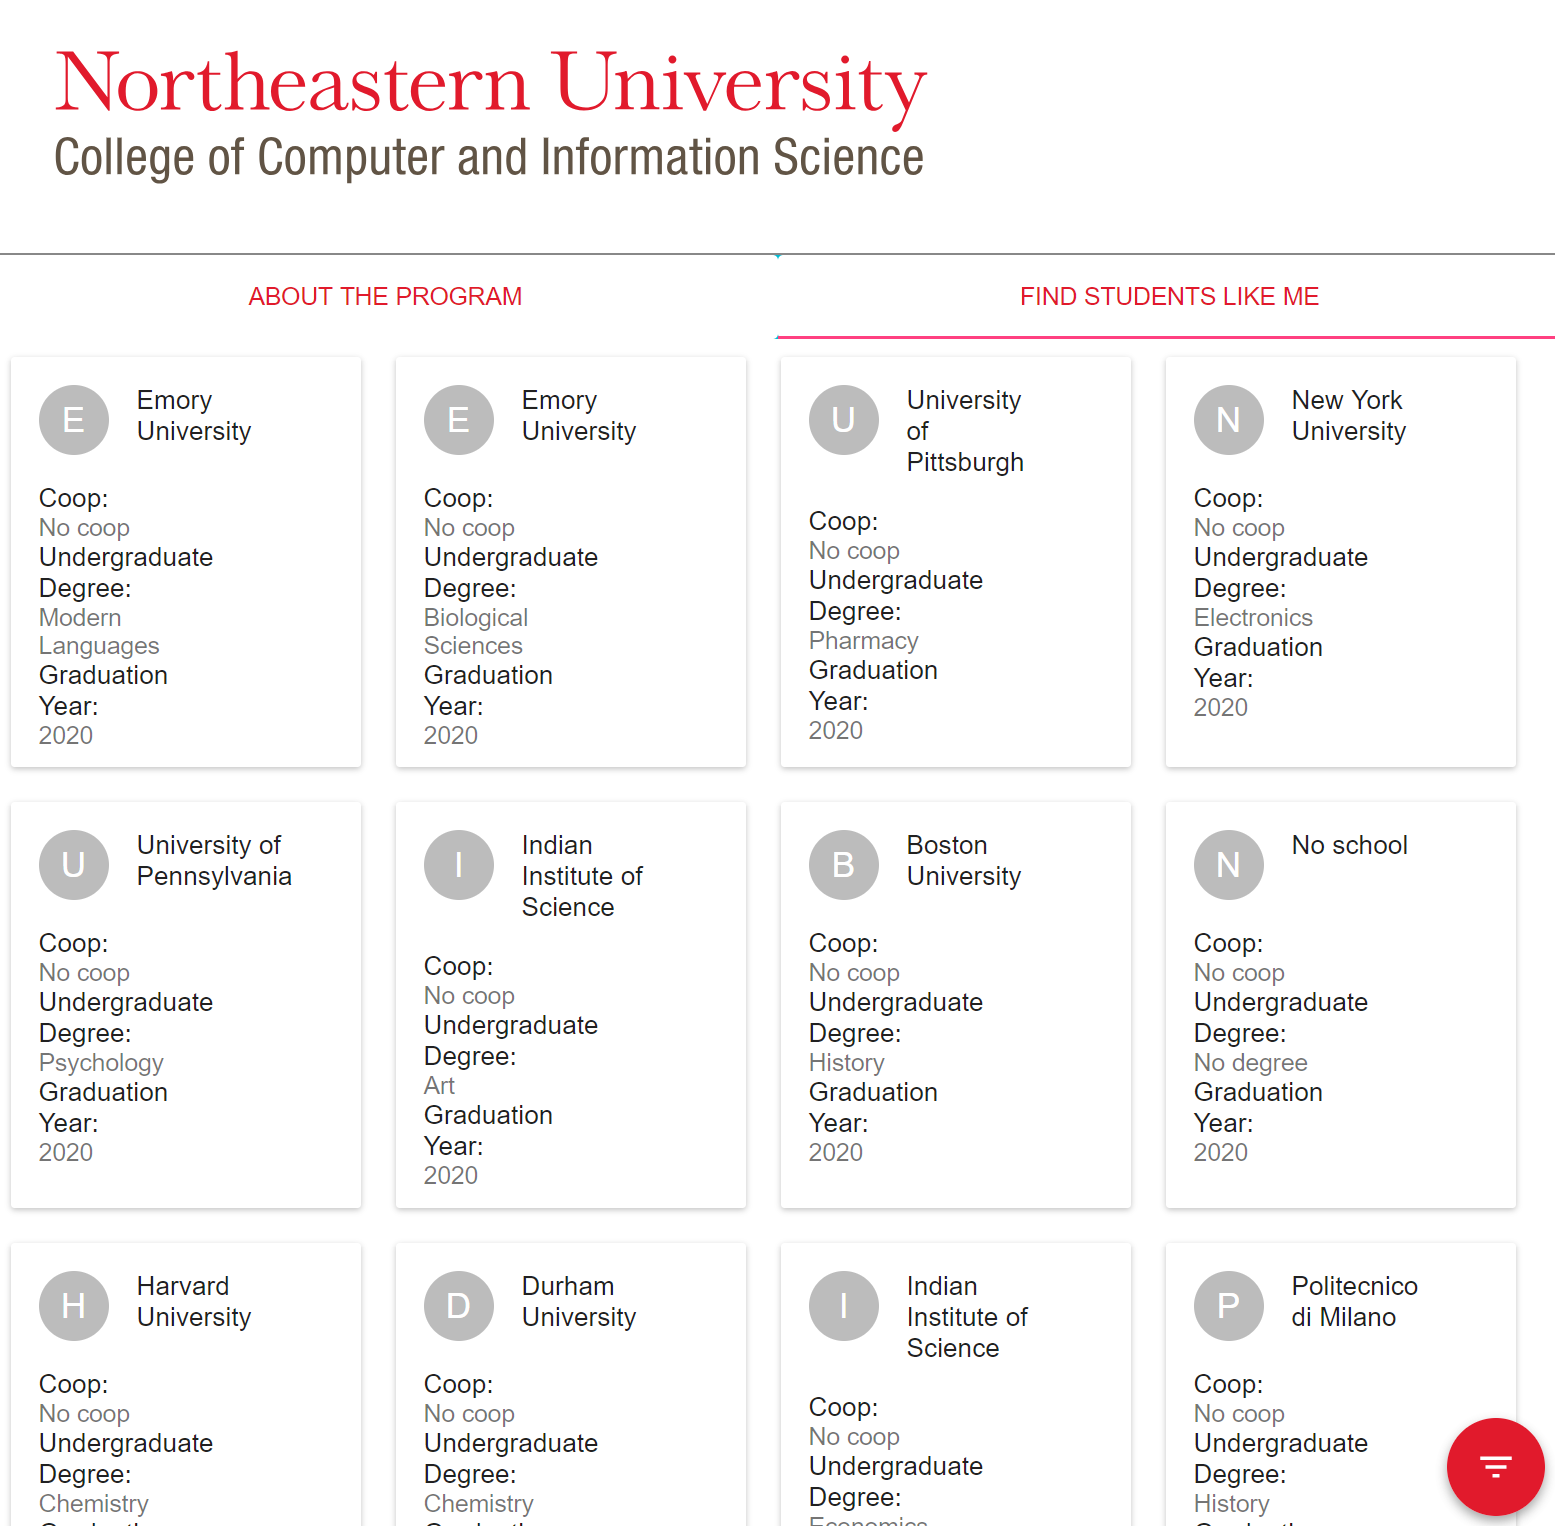 Northeastern University
College of Computer and Information Science
ABOUT THE PROGRAM
FIND STUDENTS LIKE ME
E
Emory
University
Coop:
No coop
Undergraduate
Degree:
Modern
Languages
Graduation
Year:
2020
E
Emory
University
Coop:
No coop
Undergraduate
Degree:
Biological
Sciences
Graduation
Year:
2020
U
University
of
Pittsburgh
Coop:
No coop
Undergraduate
Degree:
Pharmacy
Graduation
Year:
2020
N
New York
University
Coop:
No coop
Undergraduate
Degree:
Electronics
Graduation
Year:
2020
U
University of
Pennsylvania
Coop:
No coop
Undergraduate
Degree:
Psychology
Graduation
Year:
2020
I
Indian
Institute of
Science
Coop:
No coop
Undergraduate
Degree:
Art
Graduation
Year:
2020
B
Boston
University
Coop:
No coop
Undergraduate
Degree:
History
Graduation
Year:
2020
N
No school
Coop:
No coop
Undergraduate
Degree:
No degree
Graduation
Year:
2020
H
Harvard
University
Coop:
No coop
Undergraduate
Degree:
Chemistry
D
Durham
University
Coop:
No coop
Undergraduate
Degree:
Chemistry
I
Indian
Institute of
Science
Coop:
No coop
Undergraduate
Degree:
Economics
P
Politecnico
di Milano
Coop:
No coop
Undergraduate
Degree:
History